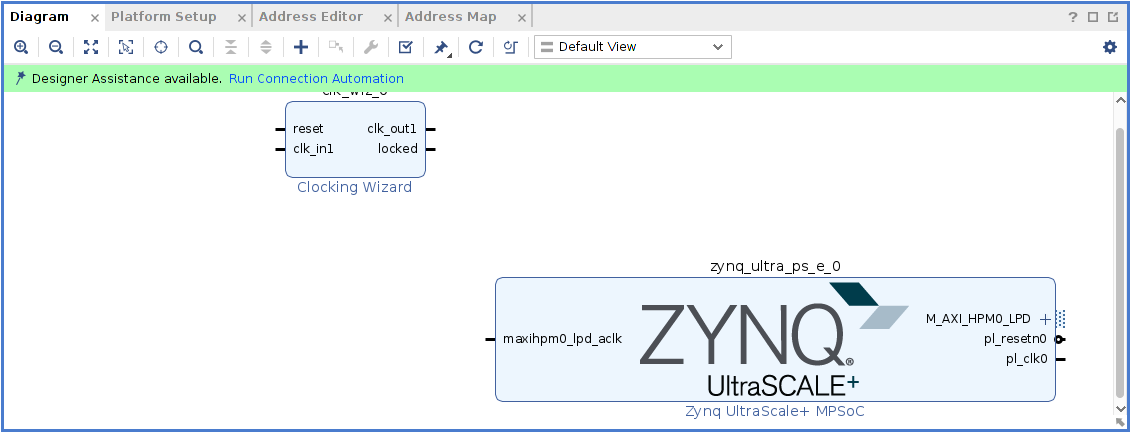 Diagram × Platform Setup × Address Editor × Address Map × ?
Default View
Designer Assistance available. Run Connection Automation
clk_wiz_0
reset clk_out1
clk_in1 locked
Clocking Wizard
zynq_ultra_ps_e_0
M_AXI_HPM0_LPD
maxihpm0_lpd_aclk ZYNQ® pl_resetn0
pl_clk0
UltraSCALE+
Zynq UltraScale+ MPSoC